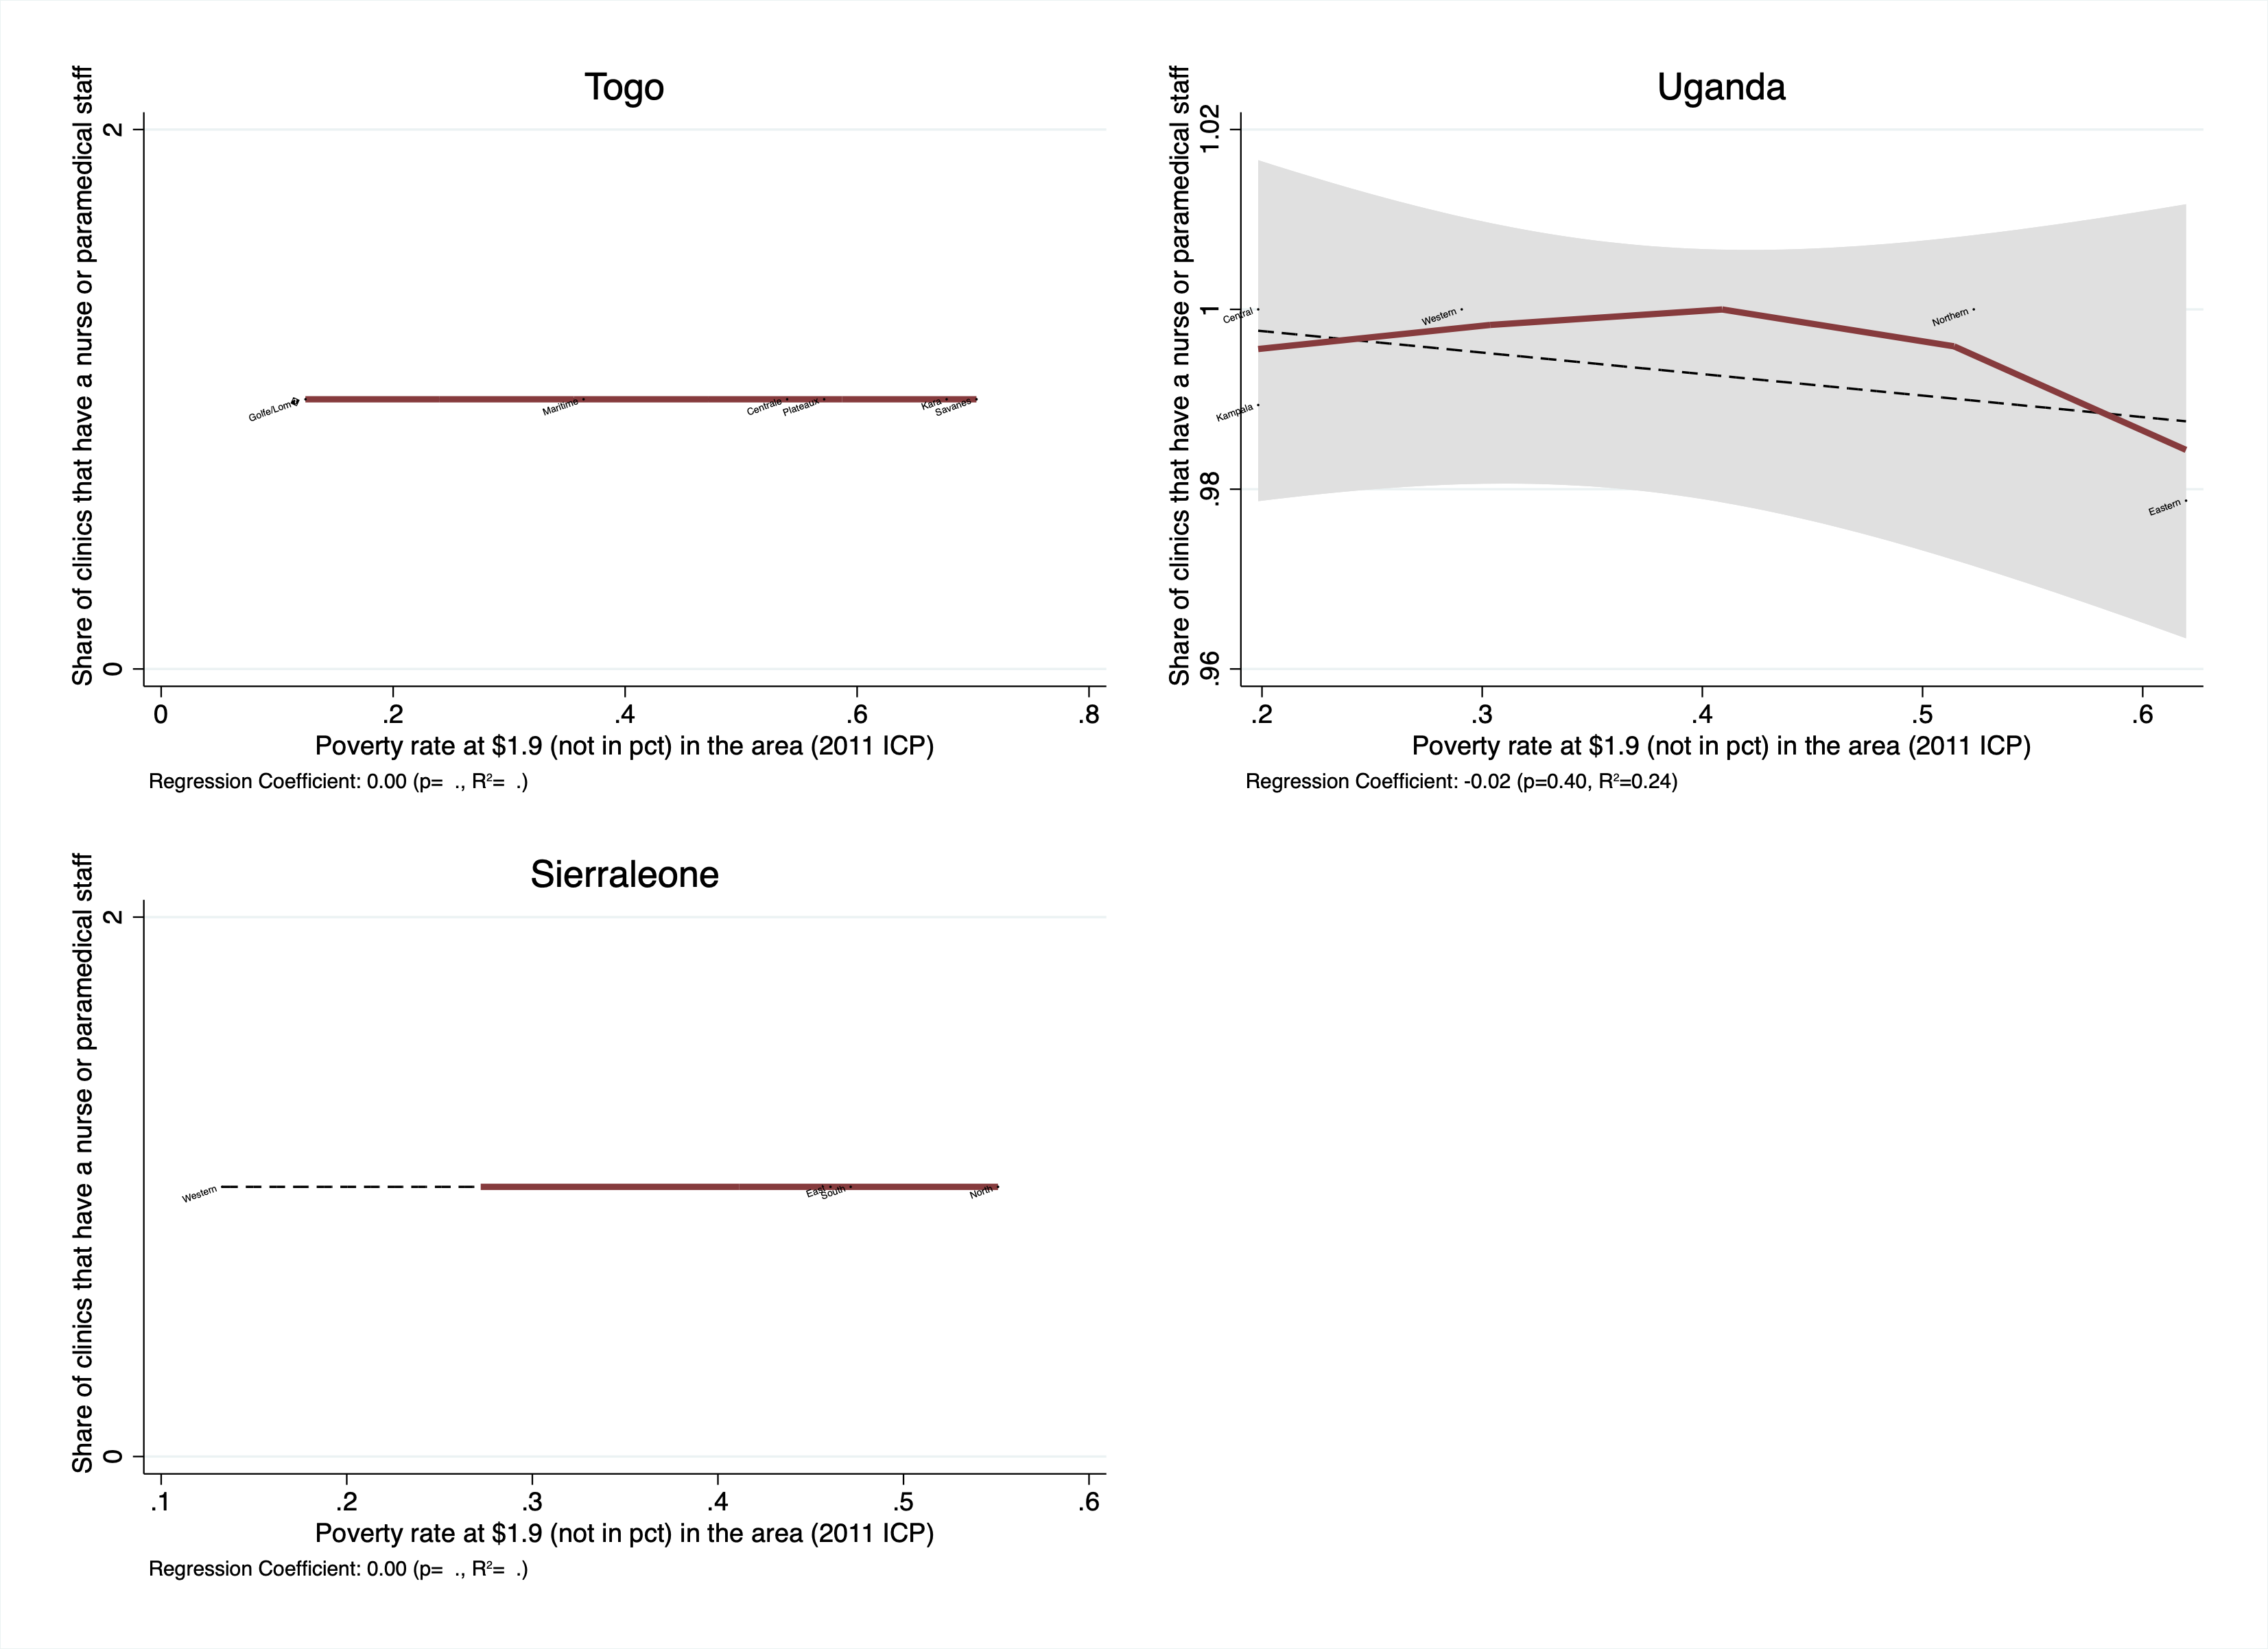 Togo
Share of clinics that have a nurse or paramedical staff
2
0
Golfe/Lom�
Maritime
Centrale
Plateaux
Kara
Savanes
0 .2 .4 .6 .8
Poverty rate at $1.9 (not in pct) in the area (2011 ICP)
Regression Coefficient: 0.00 (p= ., R²= .)
Uganda
Share of clinics that have a nurse or paramedical staff
1.02
1
.98
.96
Central
Western
Northern
Kampala
Eastern
.2 .3 .4 .5 .6
Poverty rate at $1.9 (not in pct) in the area (2011 ICP)
Regression Coefficient: -0.02 (p=0.40, R²=0.24)
Sierraleone
Share of clinics that have a nurse or paramedical staff
2
0
Western
East
South
North
.1 .2 .3 .4 .5 .6
Poverty rate at $1.9 (not in pct) in the area (2011 ICP)
Regression Coefficient: 0.00 (p= ., R²= .)